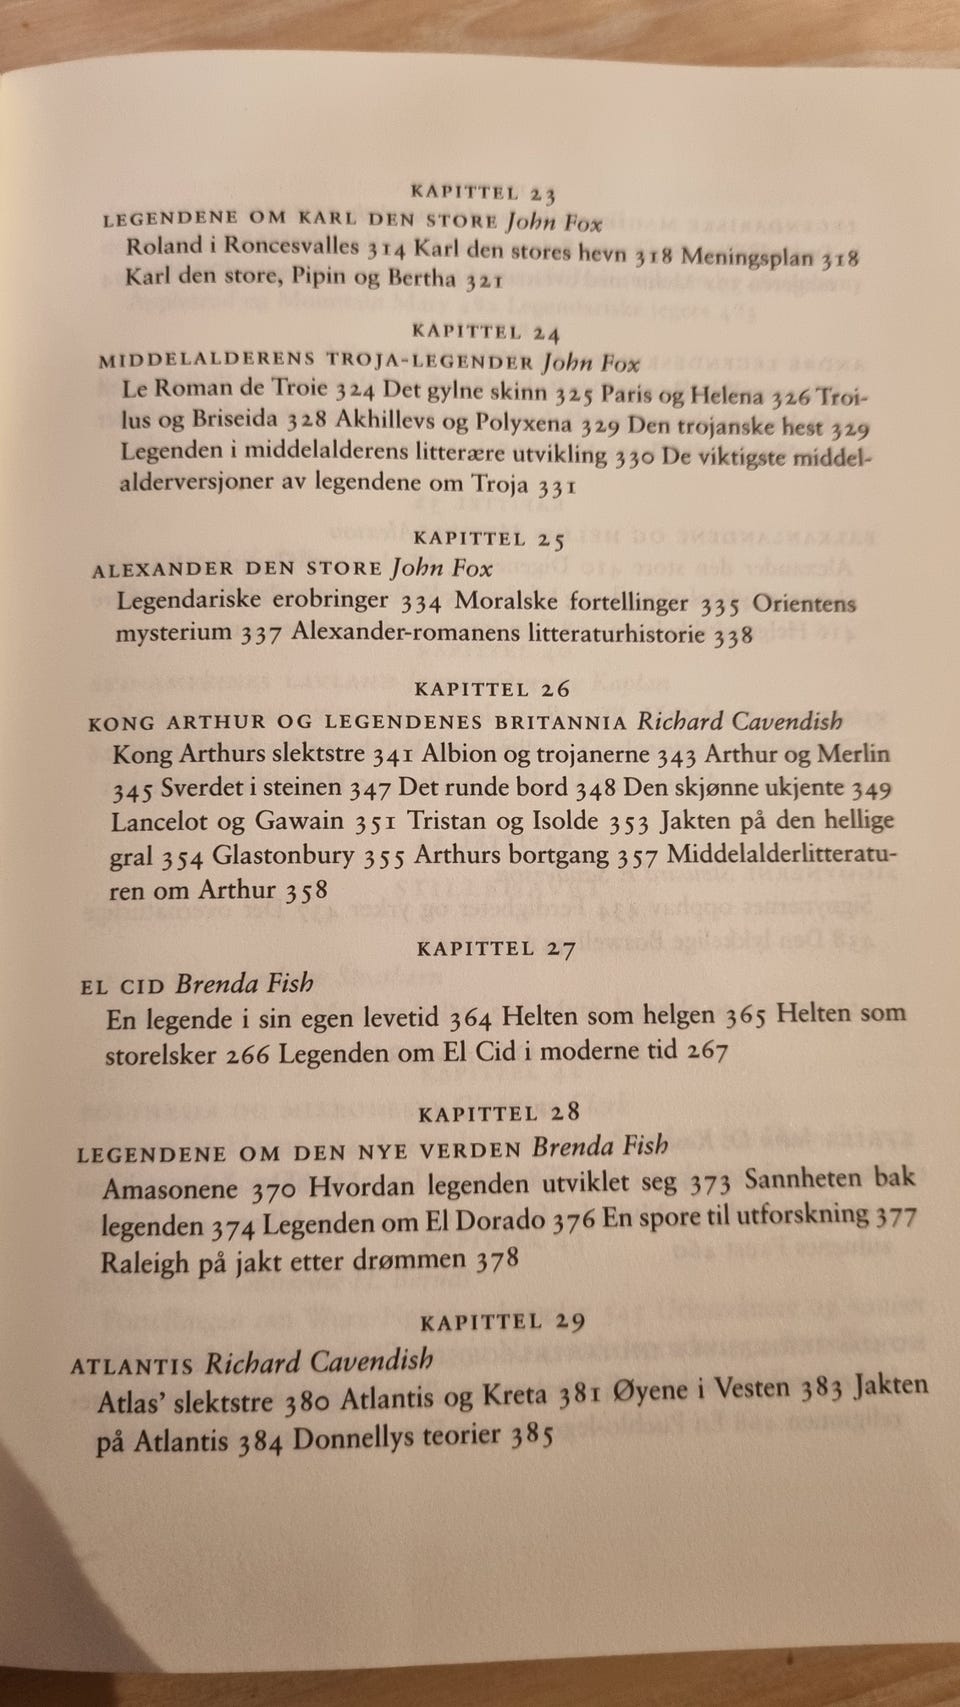 KAPITTEL 23
LEGENDENE OM KARL DEN STORE John Fox
Roland i Roncesvalles 314 Karl den stores hevn 318 Meningsplan 318
Karl den store, Pipin og Bertha 321
KAPITTEL 24
MIDDELALDERENS TROJA-LEGENDER John Fox
Le Roman de Troie 324 Det gylne skinn 325 Paris og Helena 326 Troi-
lus og Briseida 328 Akhillevs og Polyxena 329 Den trojanske hest 329
Legenden i middelalderens litterære utvikling 330 De viktigste middel-
alderversjoner av legendene om Troja 331
KAPITTEL 25
ALEXANDER DEN STORE John Fox
Legendariske erobringer 334 Moralske fortellinger 335 Orientens
mysterium 337 Alexander-romanens litteraturhistorie 338
KAPITTEL 26
KONG ARTHUR OG LEGENDENES BRITANNIA Richard Cavendish
Kong Arthurs slektstre 341 Albion og trojanerne 343 Arthur og Merlin
345 Sverdet i steinen 347 Det runde bord 348 Den skjønne ukjente 349
Lancelot og Gawain 351 Tristan og Isolde 353 Jakten på den hellige
gral 354 Glastonbury 355 Arthurs bortgang 357 Middelalderlitteratu-
ren om Arthur 358
KAPITTEL 27
EL CID Brenda Fish
En legende i sin egen levetid 364 Helten som helgen 365 Helten som
storelsker 266 Legenden om El Cid i moderne tid 267
KAPITTEL 28
LEGENDENE OM DEN NYE VERDEN Brenda Fish
Amasonene 370 Hvordan legenden utviklet seg 373 Sannheten bak
legenden 374 Legenden om El Dorado 376 En spore til utforskning 377
Raleigh på jakt etter drømmen 378
KAPITTEL 29
ATLANTIS Richard Cavendish
Atlas' slektstre 380 Atlantis og Kreta 381 Øyene i Vesten 383 Jakten
på Atlantis 384 Donnellys teorier 385